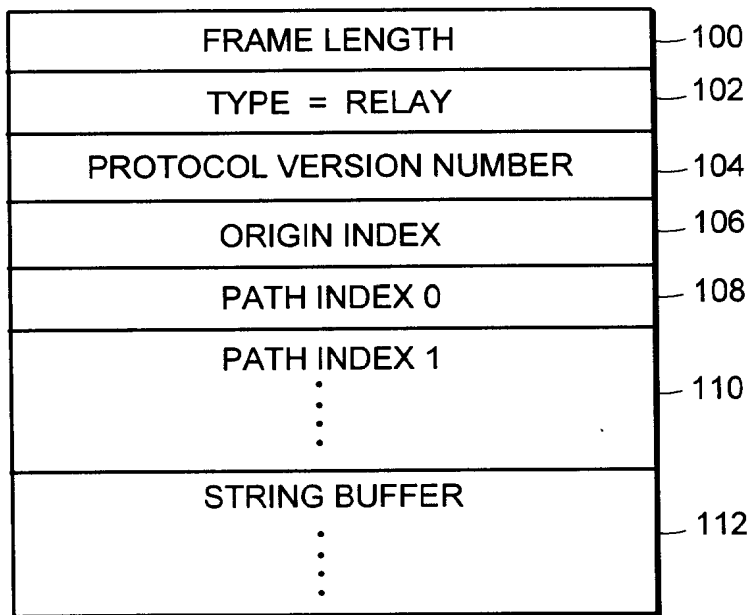 FRAME LENGTH 100
TYPE = RELAY 102
PROTOCOL VERSION NUMBER 104
ORIGIN INDEX 106
PATH INDEX 0 108
PATH INDEX 1
110
STRING BUFFER
112